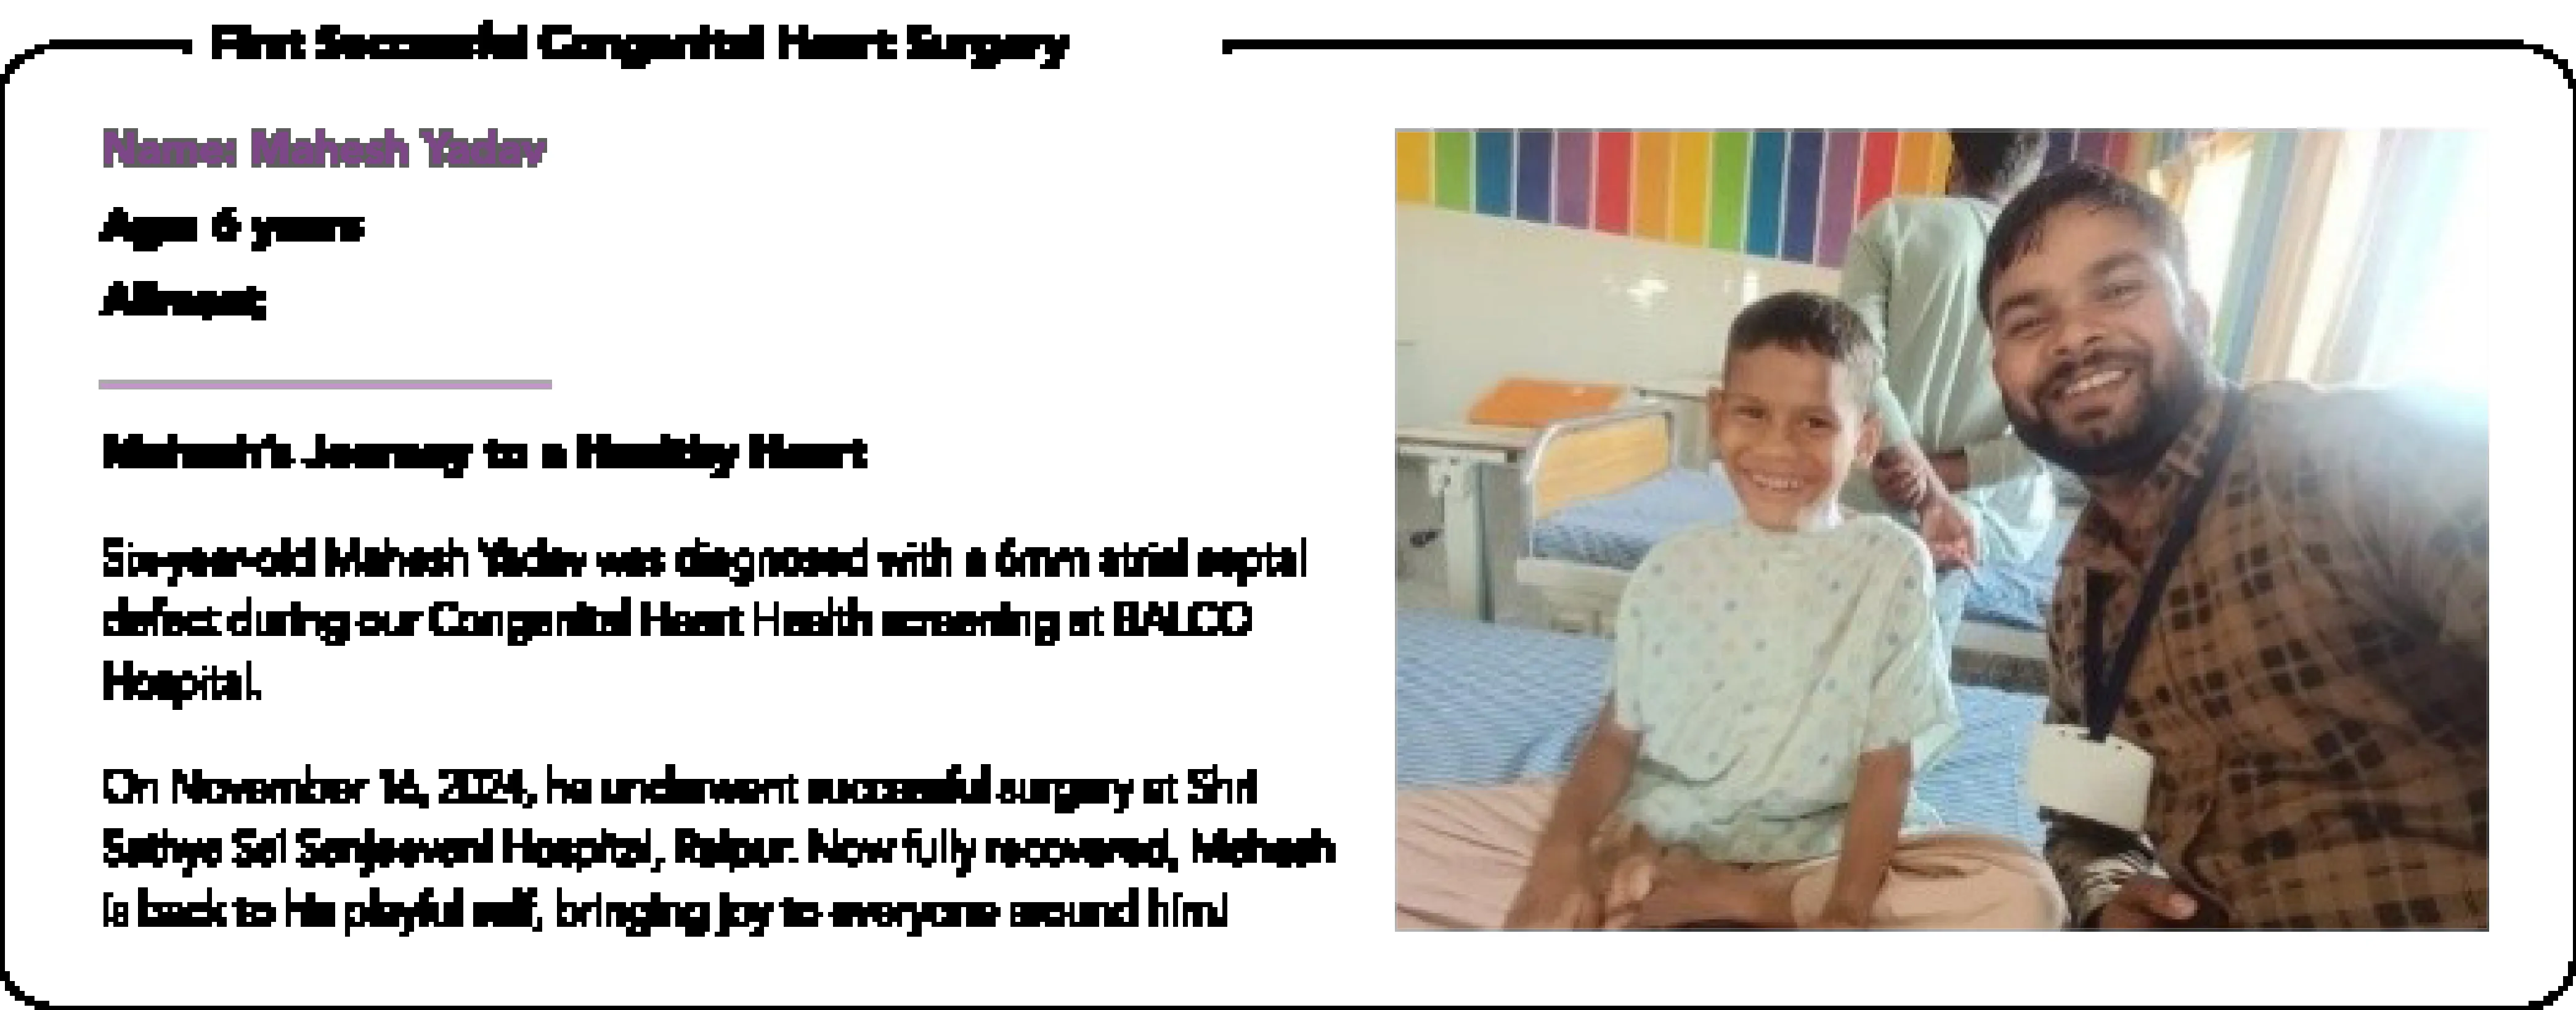 First Successful Congenital Heart Surgery
Name: Mahesh Yadav
Age: 6 years
Ailment:
Mahesh's Journey to a Healthy Heart
Six-year-old Mahesh Yadav was diagnosed with a 6mm atrial septal
defect during our Congenital Heart Health screening at BALCO
Hospital.
On November 16, 2024, he underwent successful surgery at Shri
Sathya Sai Sanjeevani Hospital, Raipur. Now fully recovered, Mahesh
is back to his playful self, bringing joy to everyone around him!